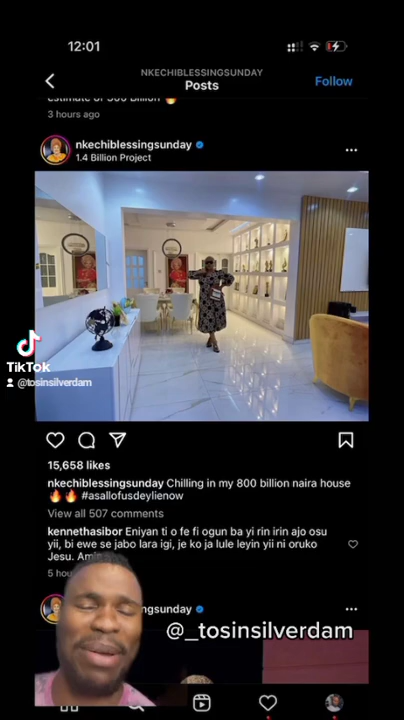 12:01
NKECHIBLESSINGSUNDAY
Posts
Follow
3 hours ago
nkechiblessingsunday
1.4 Billion Project
TikTok
@tosinsilverdam
15,658 likes
nkechiblessingsunday Chilling in my 800 billion naira house
🔥🔥 #asallofusdeylienow
View all 507 comments
kennethasibor Eniyan ti o fe fi ogun ba yi rin irin ajo osu
yii, bi ewe se jabo lara igi, je ko ja lule leyin yii ni oruko
Jesu.
5
@_tosinsilverdam